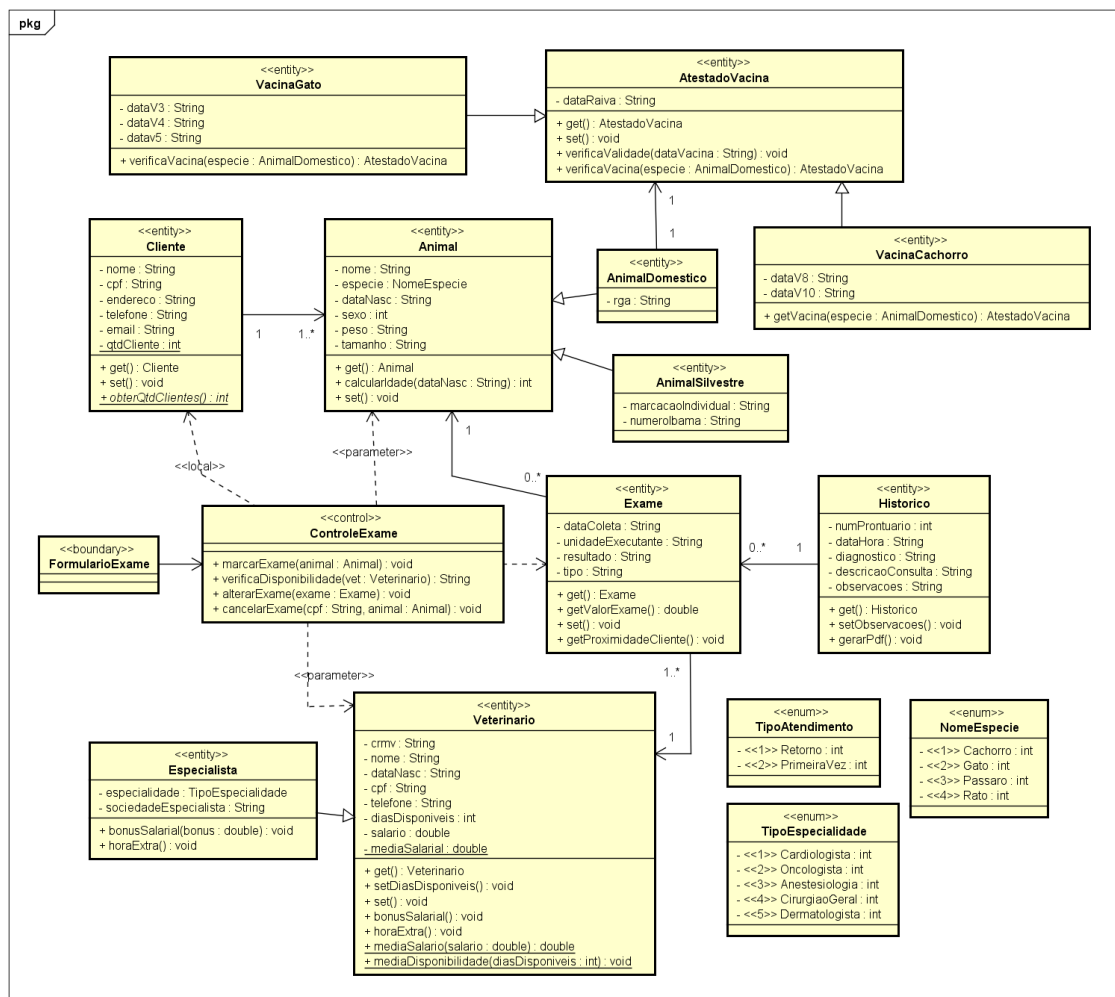 pkg
<<entity>>
VacinaGato
- dataV3 : String
- dataV4 : String
- datav5 : String
+ verificaVacina(especie : AnimalDomestico) : AtestadoVacina
<<entity>>
AtestadoVacina
- dataRaiva : String
+ get() : AtestadoVacina
+ set() : void
+ verificaValidade(dataVacina : String) : void
+ verificaVacina(especie : AnimalDomestico) : AtestadoVacina
1
1
<<entity>>
Cliente
- nome : String
- cpf : String
- endereco : String
- telefone : String
- email : String
- qtdCliente : int
+ get() : Cliente
+ set() : void
+ obterQtdClientes() : int
1
1..*
<<entity>>
Animal
- nome : String
- especie : NomeEspecie
- dataNasc : String
- sexo : int
- peso : String
- tamanho : String
+ get() : Animal
+ calcularIdade(dataNasc : String) : int
+ set() : void
<<entity>>
AnimalDomestico
- rga : String
<<entity>>
VacinaCachorro
- dataV8 : String
- dataV10 : String
+ getVacina(especie : AnimalDomestico) : AtestadoVacina
<<entity>>
AnimalSilvestre
- marcacaoIndividual : String
- numeroIbama : String
1
0..*
<<local>>
<<parameter>>
<<boundary>>
FormularioExame
<<control>>
ControleExame
+ marcarExame(animal : Animal) : void
+ verificaDisponibilidade(vet : Veterinario) : String
+ alterarExame(exame : Exame) : void
+ cancelarExame(cpf : String, animal : Animal) : void
<<entity>>
Exame
- dataColeta : String
- unidadeExecutante : String
- resultado : String
- tipo : String
+ get() : Exame
+ getValorExame() : double
+ set() : void
+ getProximidadeCliente() : void
0..*
1
<<entity>>
Historico
- numProntuario : int
- dataHora : String
- diagnostico : String
- descricaoConsulta : String
- observacoes : String
+ get() : Historico
+ setObservacoes() : void
+ gerarPdf() : void
<<parameter>>
1..*
1
<<entity>>
Especialista
- especialidade : TipoEspecialidade
- sociedadeEspecialista : String
+ bonusSalarial(bonus : double) : void
+ horaExtra() : void
<<entity>>
Veterinario
- crmv : String
- nome : String
- dataNasc : String
- cpf : String
- telefone : String
- diasDisponiveis : int
- salario : double
- mediaSalarial : double
+ get() : Veterinario
+ setDiasDisponiveis() : void
+ set() : void
+ bonusSalarial() : void
+ horaExtra() : void
+ mediaSalario(salario : double) : double
+ mediaDisponibilidade(diasDisponiveis : int) : void
<<enum>>
TipoAtendimento
- <<1>> Retorno : int
- <<2>> PrimeiraVez : int
<<enum>>
NomeEspecie
- <<1>> Cachorro : int
- <<2>> Gato : int
- <<3>> Passaro : int
- <<4>> Rato : int
<<enum>>
TipoEspecialidade
- <<1>> Cardiologista : int
- <<2>> Oncologista : int
- <<3>> Anestesiologia : int
- <<4>> CirurgiaoGeral : int
- <<5>> Dermatologista : int